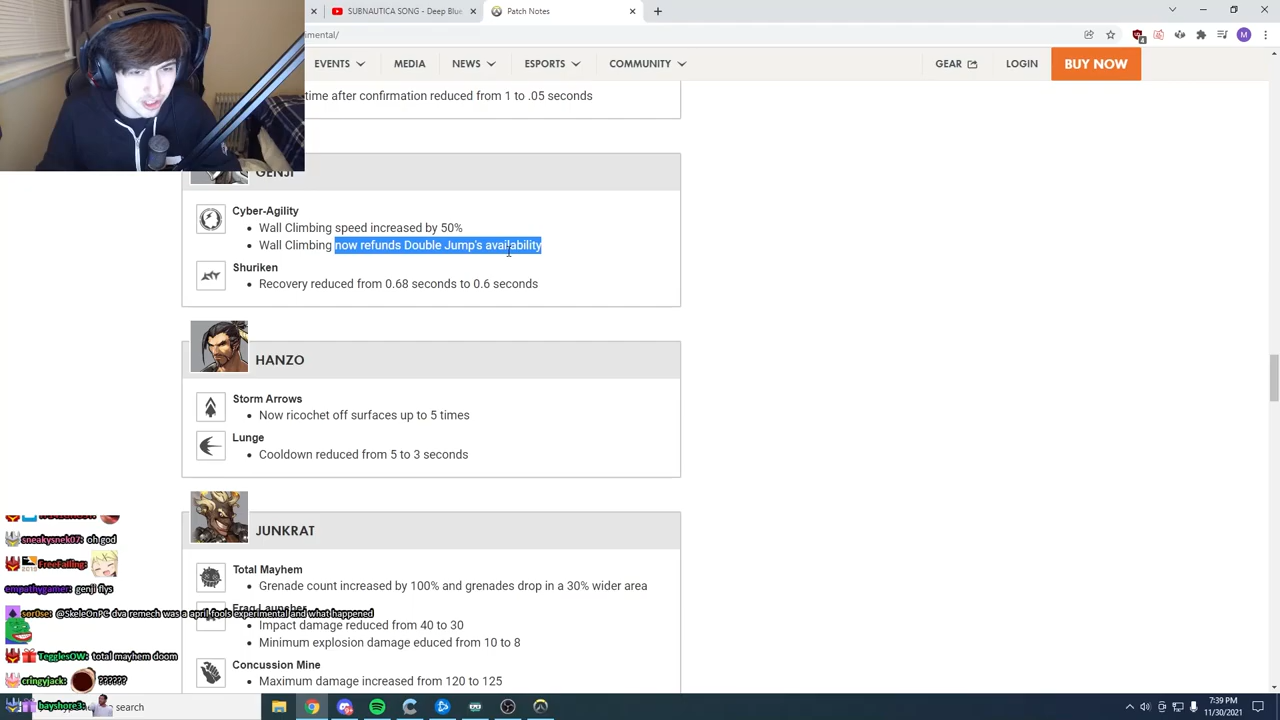 SUBNAUTICA SONG - Deep Blue
Patch Notes
imental/
M
EVENTS
MEDIA
NEWS
ESPORTS
COMMUNITY
GEAR
LOGIN
BUY NOW
time after confirmation reduced from 1 to .05 seconds
GENJI
Cyber-Agility
Wall Climbing speed increased by 50%
Wall Climbing now refunds Double Jump's availability
Shuriken
Recovery reduced from 0.68 seconds to 0.6 seconds
HANZO
Storm Arrows
Now ricochet off surfaces up to 5 times
Lunge
Cooldown reduced from 5 to 3 seconds
JUNKRAT
Total Mayhem
Grenade count increased by 100% and grenades drop in a 30% wider area
Frag Launcher
Impact damage reduced from 40 to 30
Minimum explosion damage educed from 10 to 8
Concussion Mine
Maximum damage increased from 120 to 125
sneakysnek07: oh god
FreeFalling:
empathygamer: genji flys
sor0se: @SkeleOnPC dva remech was a april fools experimental and what happened
TegglesOW: total mayhem doom
cringyjack: ??????
bayshore3:
search
7:39 PM
11/30/2021